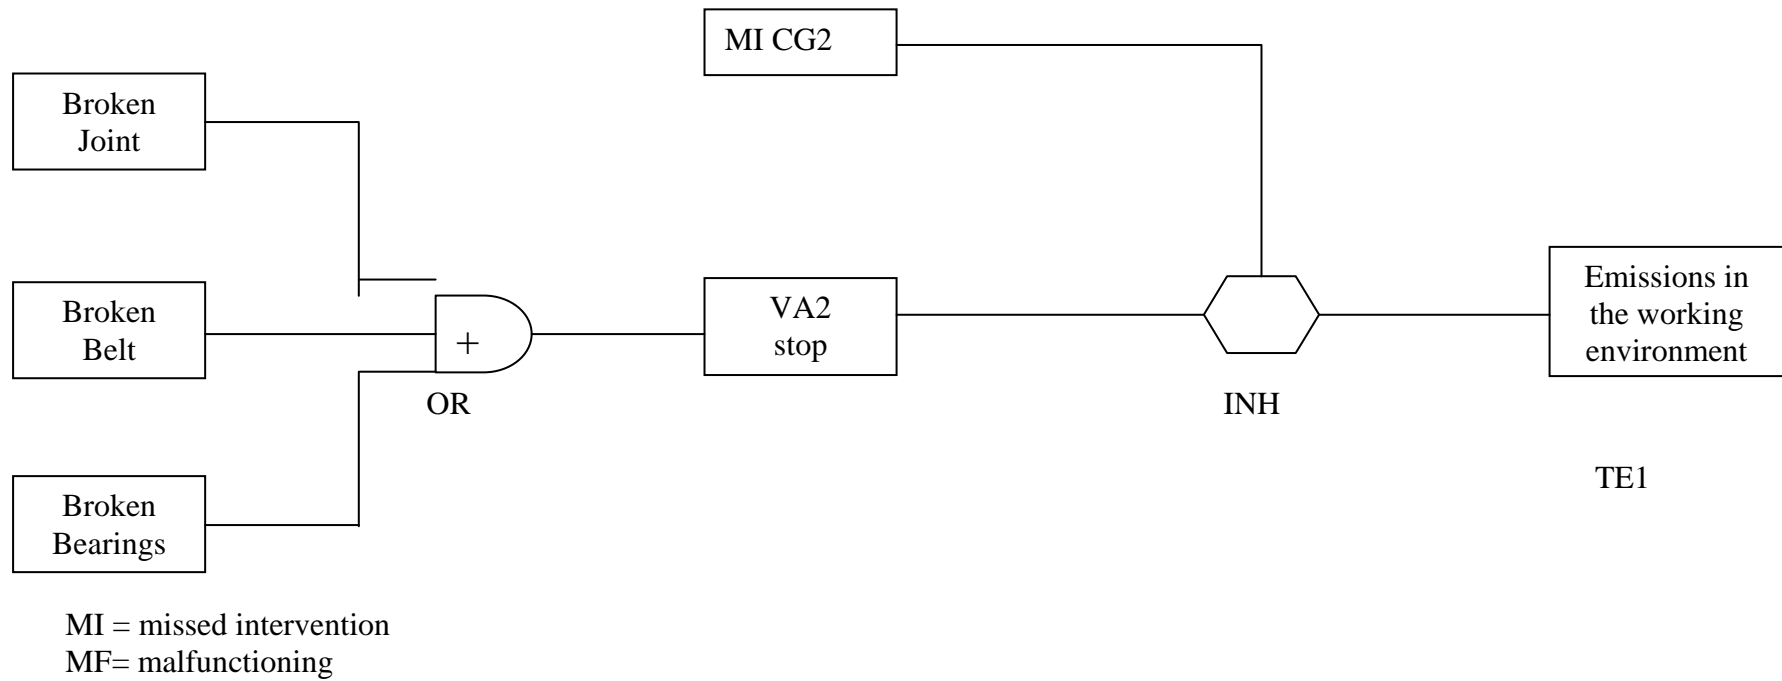 MI CG2
Broken
Joint
Broken
Belt
+
OR
VA2
stop
INH
Emissions in
the working
environment
TE1
Broken
Bearings
MI = missed intervention
MF= malfunctioning